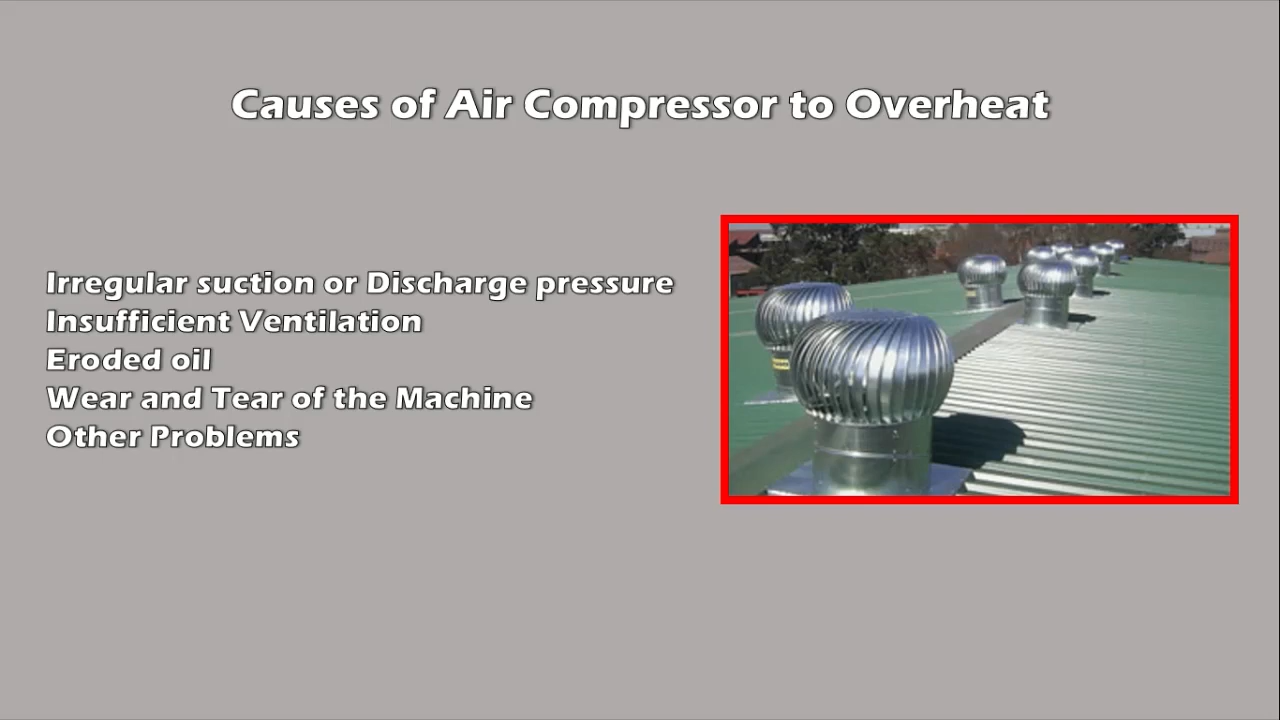 Causes of Air Compressor to Overheat
Irregular suction or Discharge pressure
Insufficient Ventilation
Eroded oil
Wear and Tear of the Machine
Other Problems